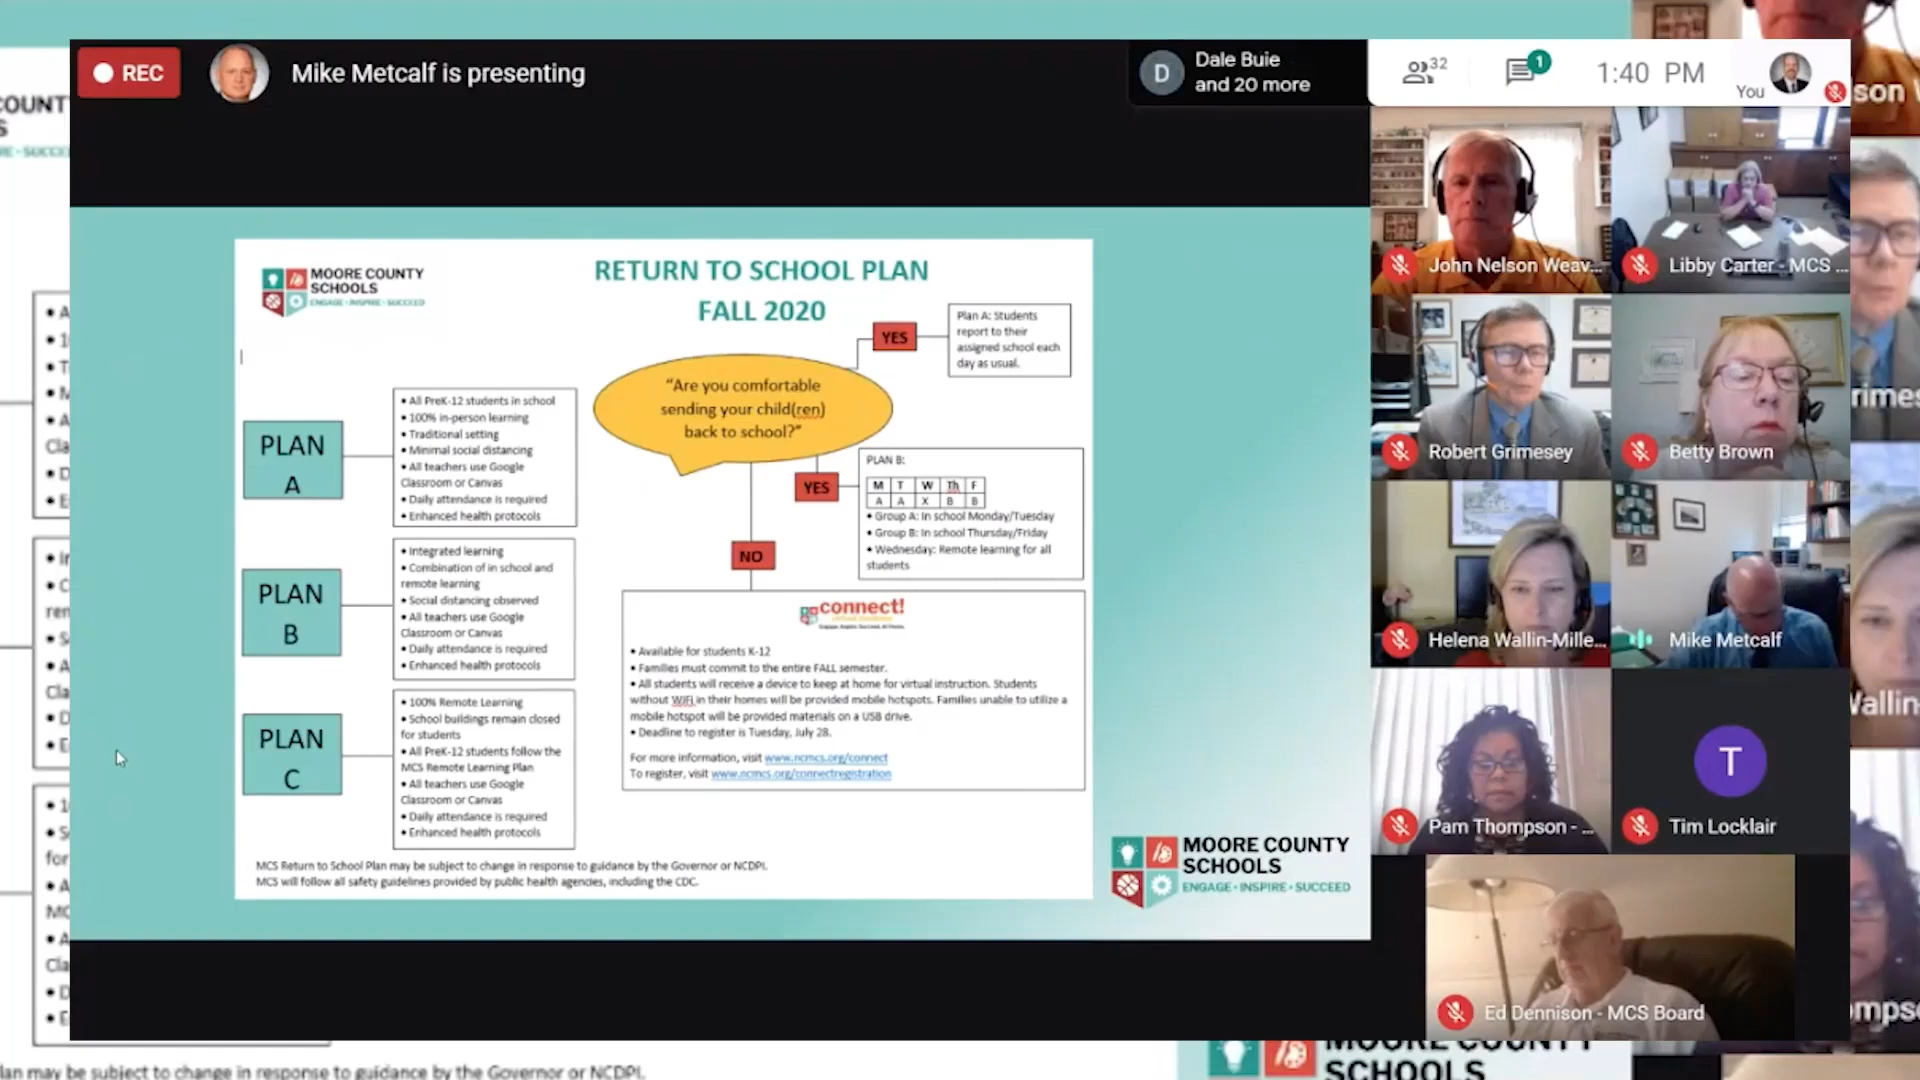 REC
Mike Metcalf is presenting
Dale Buie
and 20 more
D
32
1
1:40 PM
You
MOORE COUNTY
SCHOOLS
ENGAGE · INSPIRE · SUCCEED
RETURN TO SCHOOL PLAN
FALL 2020
YES
Plan A: Students
report to their
assigned school each
day as usual.
"Are you comfortable
sending your child(ren)
back to school?"
PLAN
A
• All PreK-12 students in school
• 100% in-person learning
• Traditional setting
• Minimal social distancing
• All teachers use Google
Classroom or Canvas
• Daily attendance is required
• Enhanced health protocols
YES
PLAN B:
M T W Th F
A A X B B
• Group A: In school Monday/Tuesday
• Group B: In school Thursday/Friday
• Wednesday: Remote learning for all
students
NO
PLAN
B
• Integrated learning
• Combination of in school and
remote learning
• Social distancing observed
• All teachers use Google
Classroom or Canvas
• Daily attendance is required
• Enhanced health protocols
connect!
• Available for students K-12
• Families must commit to the entire FALL semester.
• All students will receive a device to keep at home for virtual instruction. Students
without WiFi in their homes will be provided mobile hotspots. Families unable to utilize a
mobile hotspot will be provided materials on a USB drive.
• Deadline to register is Tuesday, July 28.
For more information, visit www.ncmcs.org/connect
To register, visit www.ncmcs.org/connectregistration
PLAN
C
• 100% Remote Learning
• School buildings remain closed
for students
• All PreK-12 students follow the
MCS Remote Learning Plan
• All teachers use Google
Classroom or Canvas
• Daily attendance is required
• Enhanced health protocols
MCS Return to School Plan may be subject to change in response to guidance by the Governor or NCDPI.
MCS will follow all safety guidelines provided by public health agencies, including the CDC.
MOORE COUNTY
SCHOOLS
ENGAGE · INSPIRE · SUCCEED
John Nelson Weav...
Libby Carter - MCS ...
Robert Grimesey
Betty Brown
Helena Wallin-Mille...
Mike Metcalf
Pam Thompson - ...
T
Tim Locklair
Ed Dennison - MCS Board
lan may be subject to change in response to guidance by the Governor or NCDPI.
MOORE COUNTY
SCHOOLS